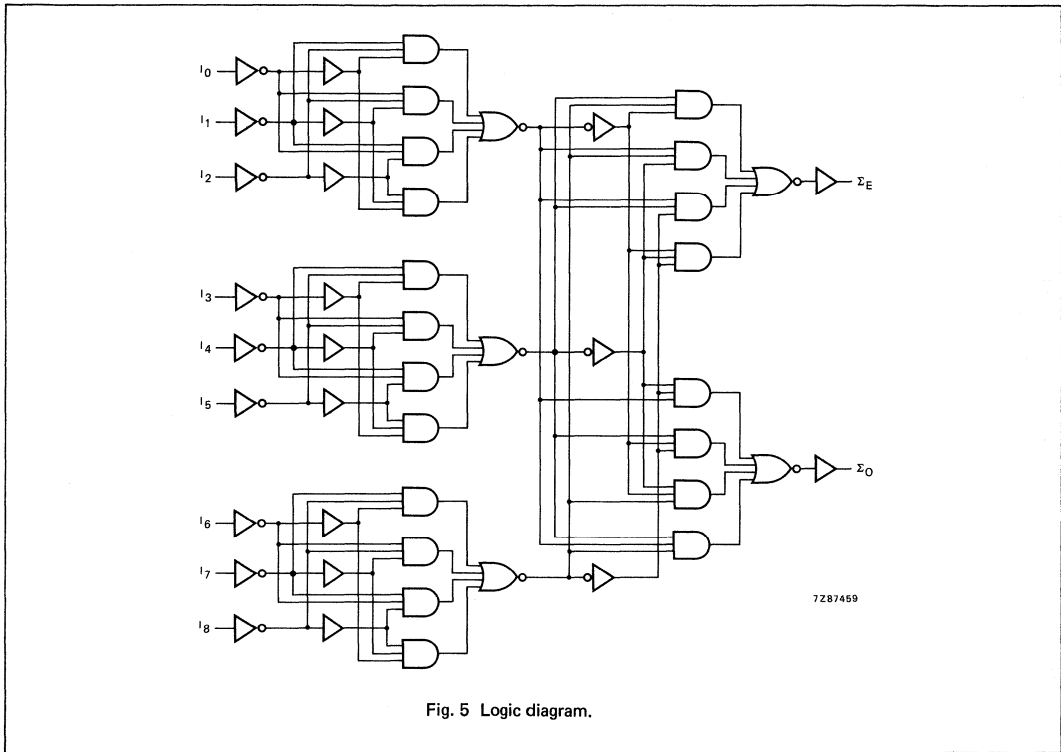 I0
I1
I2
ΣE
I3
I4
I5
ΣO
I6
I7
I8
7Z87459
Fig. 5 Logic diagram.